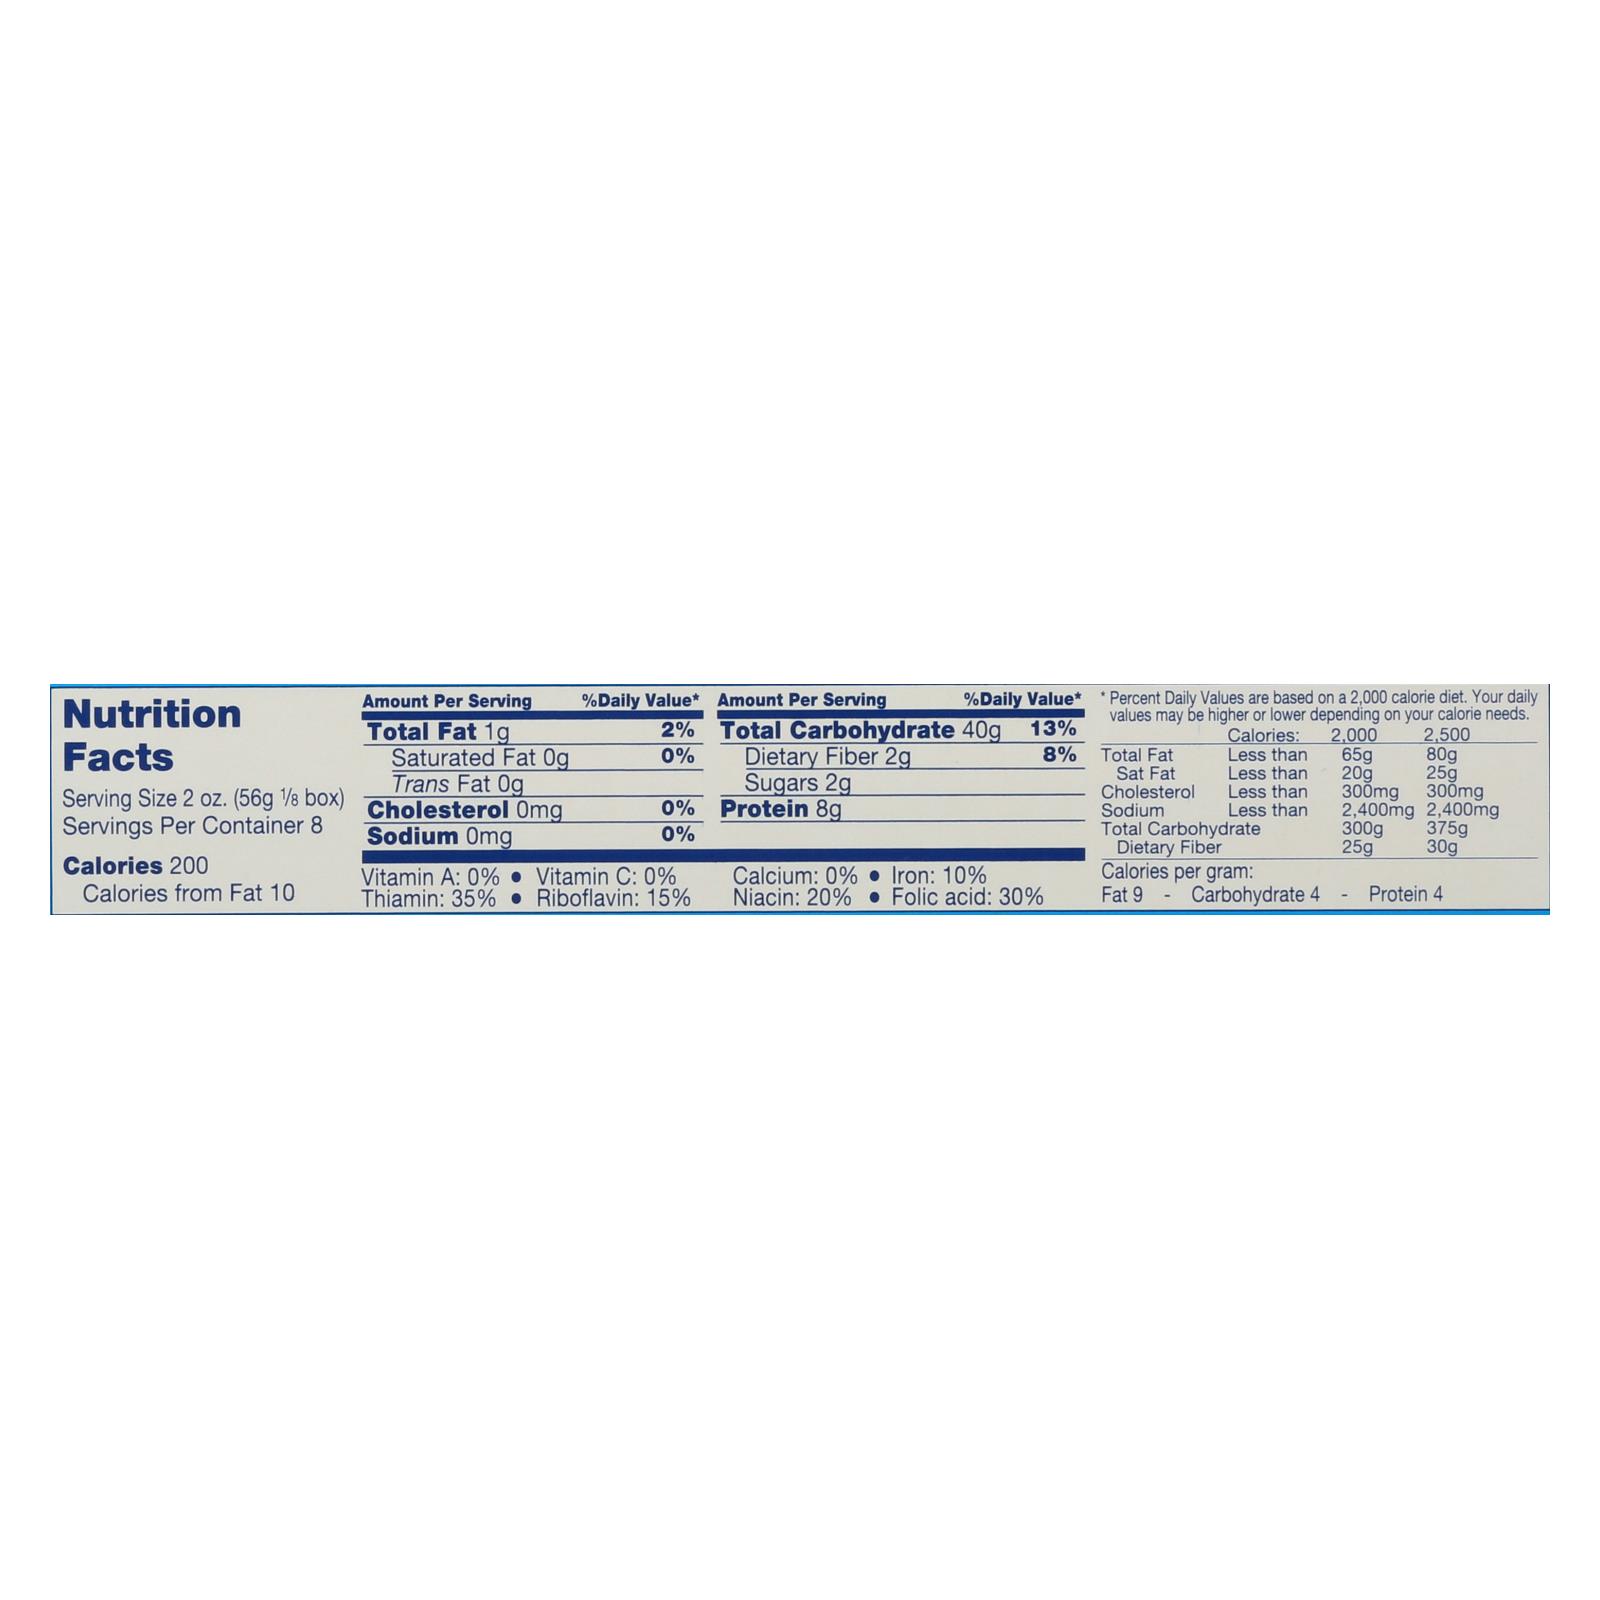 Nutrition
Facts
Serving Size 2 oz. (56g 1/8 box)
Servings Per Container 8
Calories 200
Calories from Fat 10
Amount Per Serving %Daily Value*
Total Fat 1g 2%
Saturated Fat 0g 0%
Trans Fat 0g
Cholesterol 0mg 0%
Sodium 0mg 0%
Amount Per Serving %Daily Value*
Total Carbohydrate 40g 13%
Dietary Fiber 2g 8%
Sugars 2g
Protein 8g
Vitamin A: 0% • Vitamin C: 0% Calcium: 0% • Iron: 10%
Thiamin: 35% • Riboflavin: 15% Niacin: 20% • Folic acid: 30%
* Percent Daily Values are based on a 2,000 calorie diet. Your daily
values may be higher or lower depending on your calorie needs.
Calories: 2,000 2,500
Total Fat Less than 65g 80g
Sat Fat Less than 20g 25g
Cholesterol Less than 300mg 300mg
Sodium Less than 2,400mg 2,400mg
Total Carbohydrate 300g 375g
Dietary Fiber 25g 30g
Calories per gram:
Fat 9 - Carbohydrate 4 - Protein 4